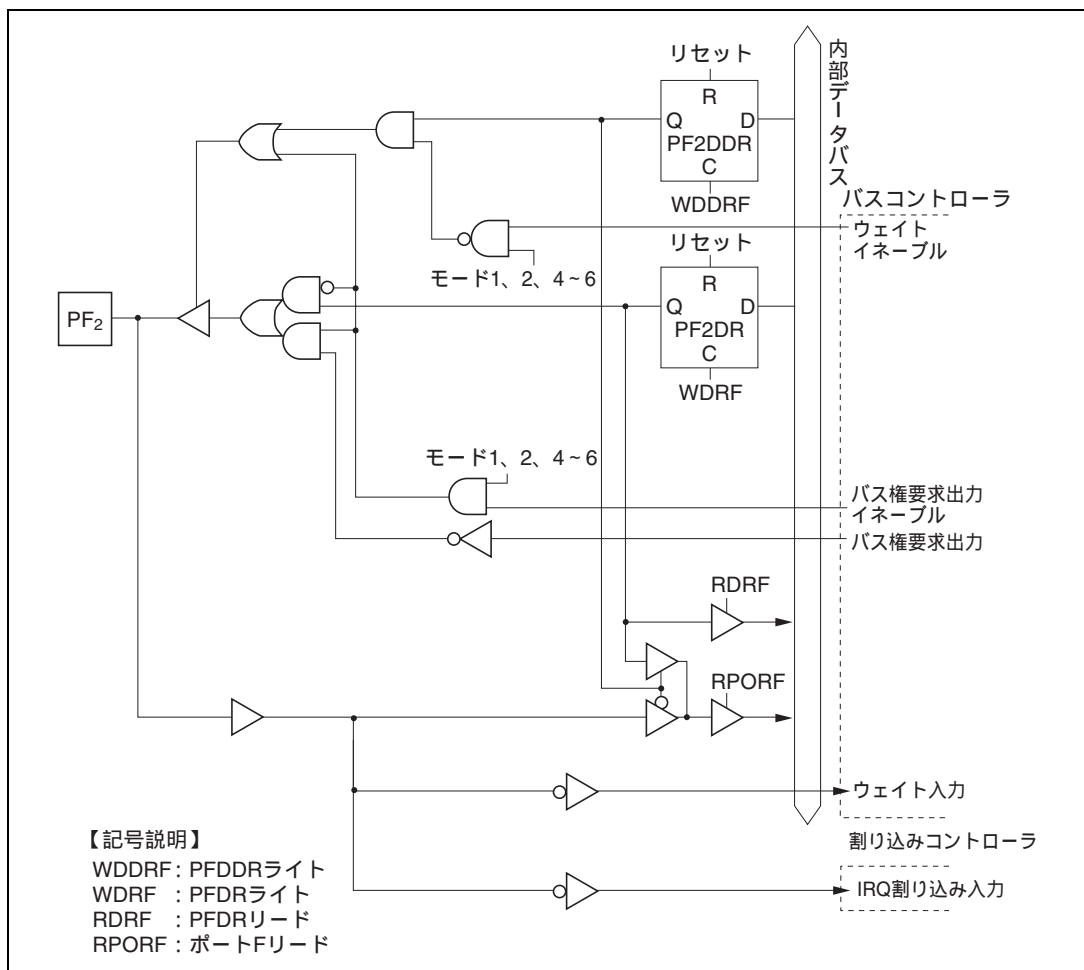 リセット
R
Q D
PF2DDR
C
WDDRF
内部データバス
バスコントローラ
ウェイト
イネーブル
モード1、2、4~6
リセット
R
Q D
PF2DR
C
WDRF
PF2
モード1、2、4~6
バス権要求出力
イネーブル
バス権要求出力
RDRF
RPORF
ウェイト入力
割り込みコントローラ
IRQ割り込み入力
【記号説明】
WDDRF : PFDDRライト
WDRF : PFDRライト
RDRF : PFDRリード
RPORF : ポートFリード